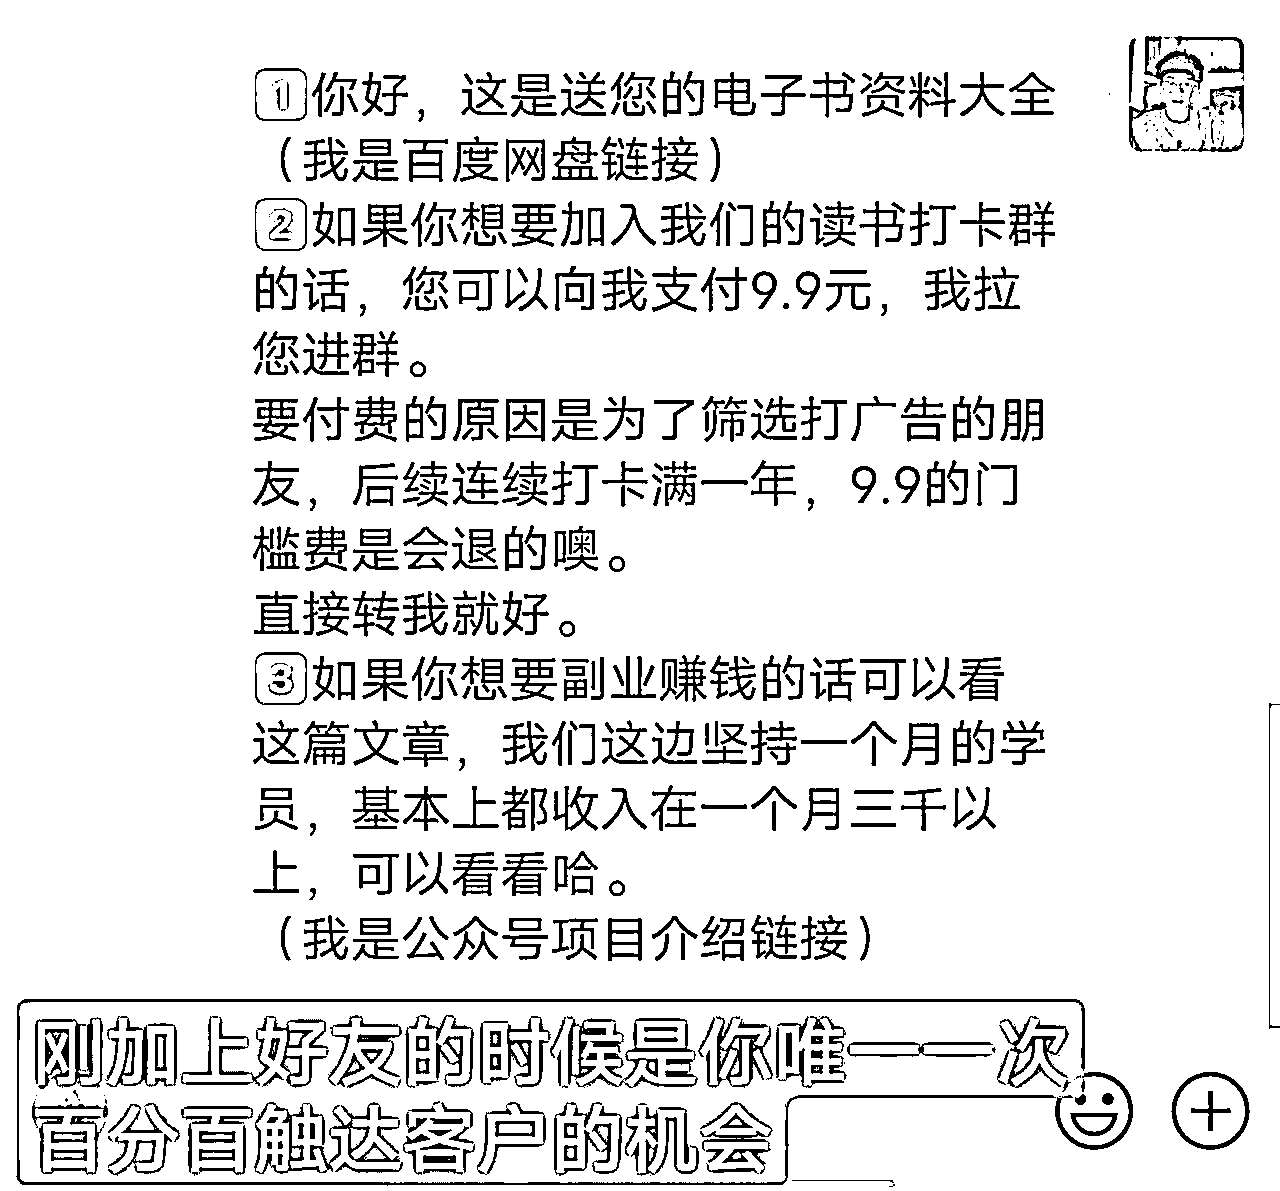 1你好，这是送您的电子书资料大全
（我是百度网盘链接）
2如果你想要加入我们的读书打卡群
的话，您可以向我支付9.9元，我拉
您进群。
要付费的原因是为了筛选打广告的朋
友，后续连续打卡满一年，9.9的门
槛费是会退的噢。
直接转我就好。
3如果你想要副业赚钱的话可以看
这篇文章，我们这边坚持一个月的学
员，基本上都收入在一个月三千以
上，可以看看哈。
（我是公众号项目介绍链接）
刚加上好友的时候是你唯一一次
百分百触达客户的机会